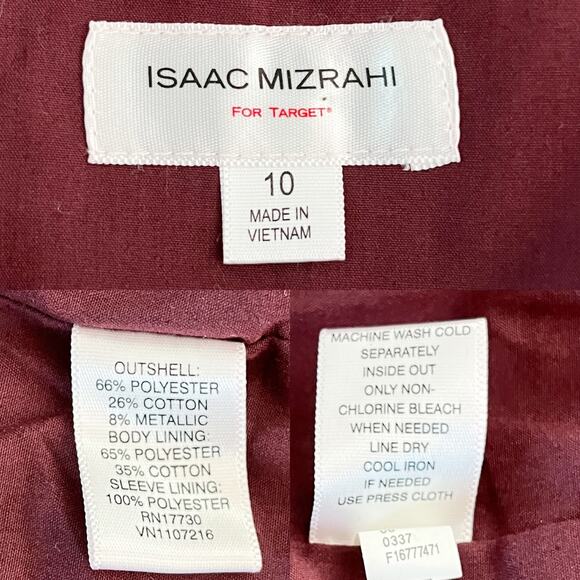 ISAAC MIZRAHI
FOR TARGET®
10
MADE IN
VIETNAM
OUTSHELL:
66% POLYESTER
26% COTTON
8% METALLIC
BODY LINING:
65% POLYESTER
35% COTTON
SLEEVE LINING:
100% POLYESTER
RN17730
VN1107216
MACHINE WASH COLD
SEPARATELY
INSIDE OUT
ONLY NON-
CHLORINE BLEACH
WHEN NEEDED
LINE DRY
COOL IRON
IF NEEDED
USE PRESS CLOTH
0337
F16777471